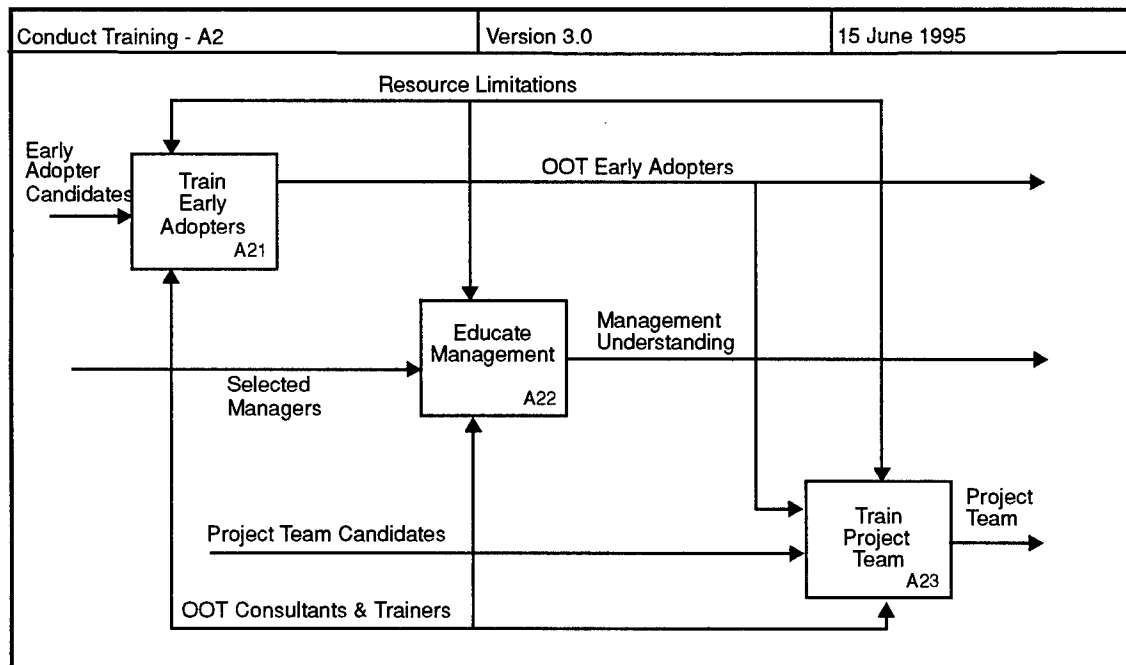 Conduct Training - A2
Version 3.0
15 June 1995
Resource Limitations
Early
Adopter
Candidates
Train
Early
Adopters
A21
OOT Early Adopters
Educate
Management
A22
Management
Understanding
Selected
Managers
Project Team Candidates
Train
Project
Team
A23
Project
Team
OOT Consultants & Trainers